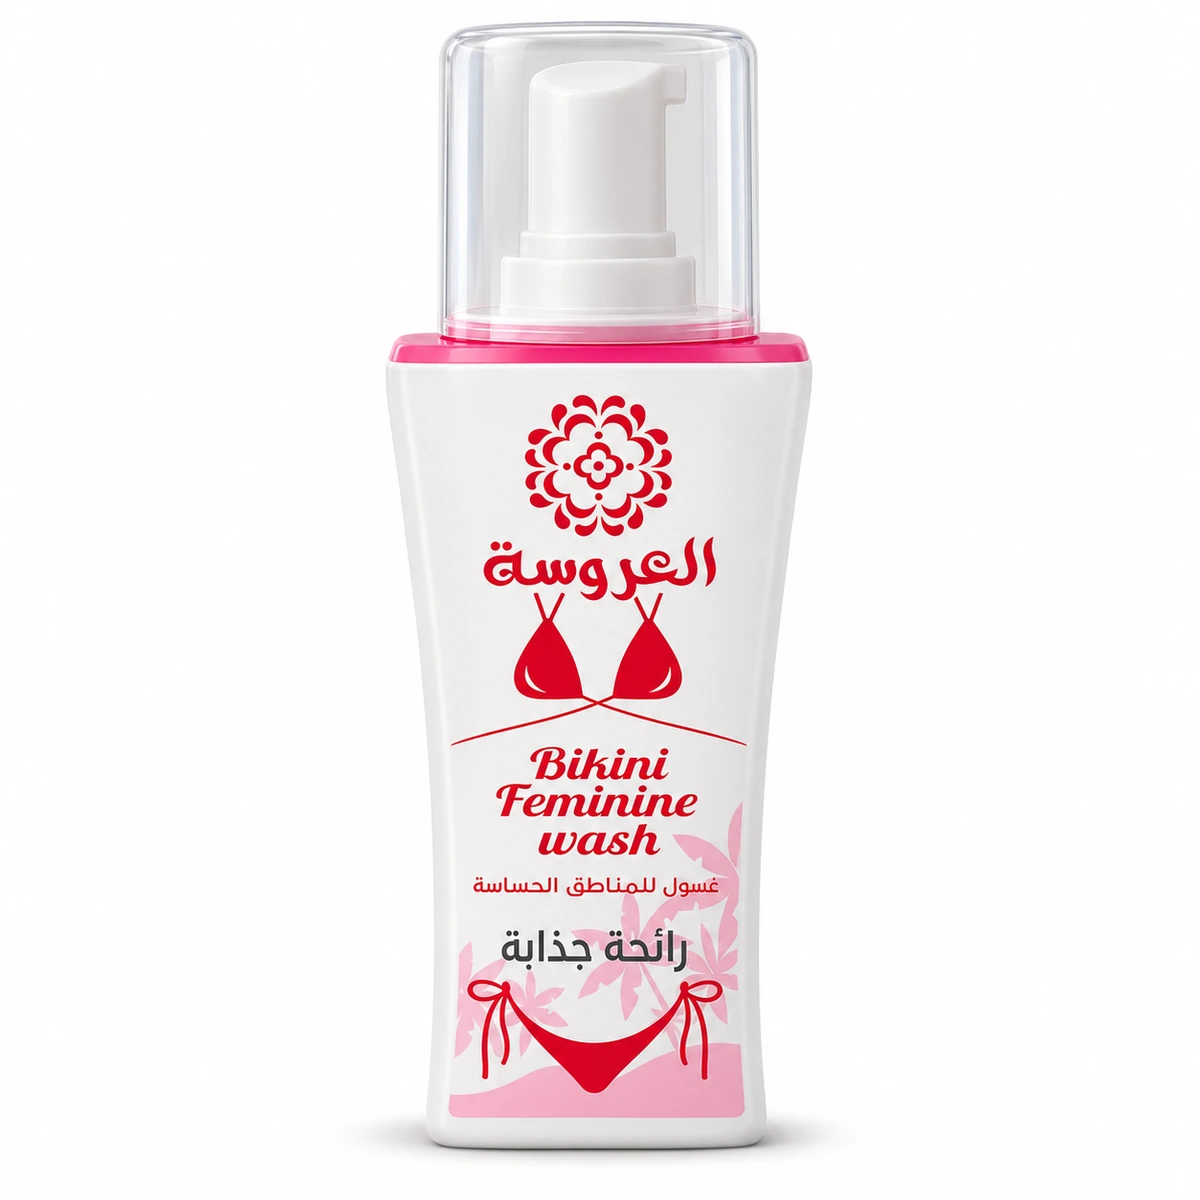 العروسة
Bikini
Feminine
wash
غسول للمناطق الحساسة
رائحة جذابة